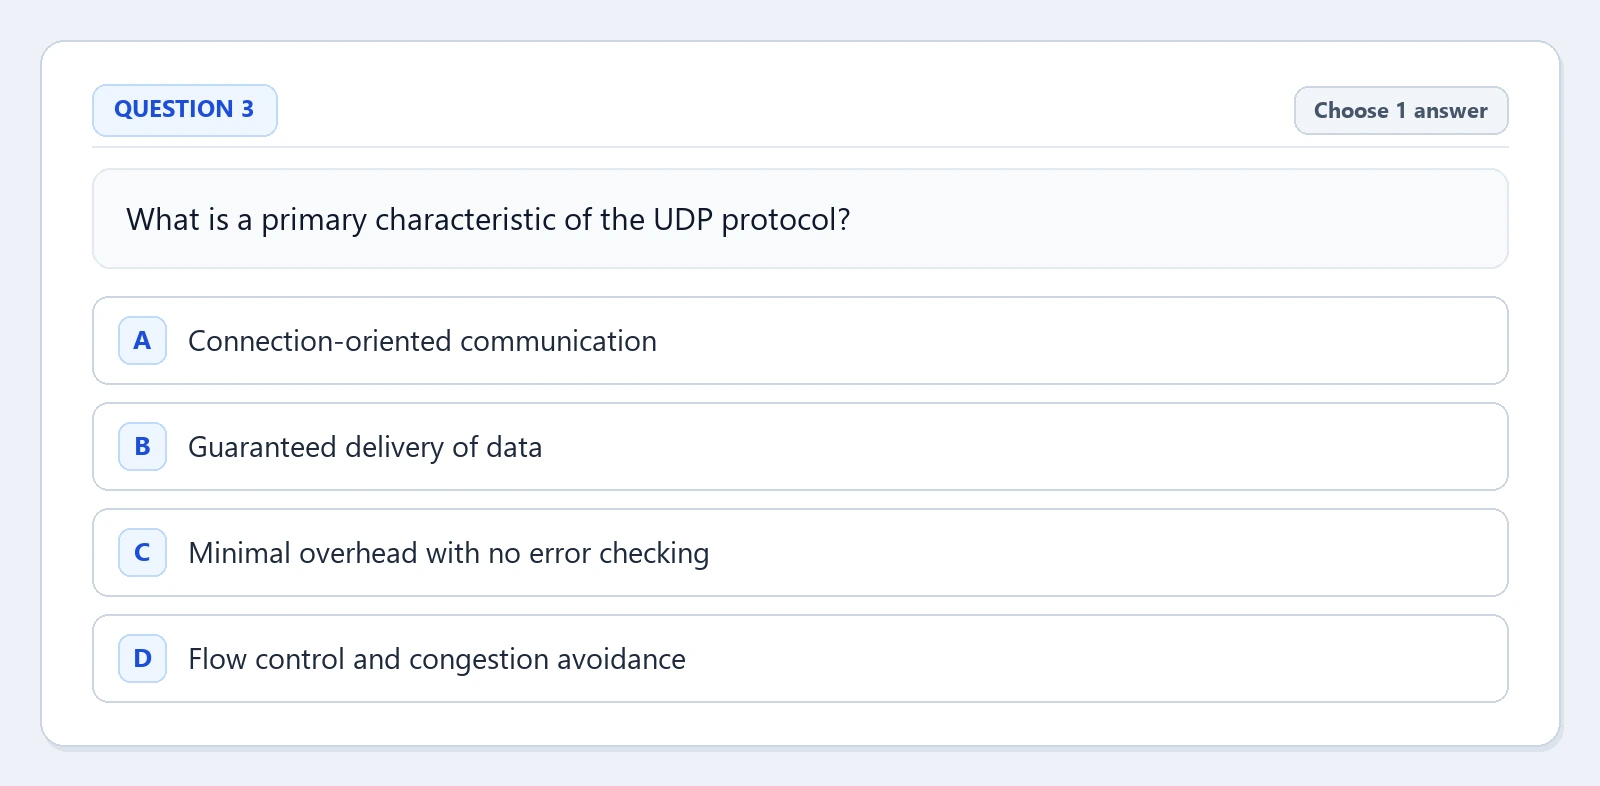 QUESTION 3
Choose 1 answer
What is a primary characteristic of the UDP protocol?
A Connection-oriented communication
B Guaranteed delivery of data
C Minimal overhead with no error checking
D Flow control and congestion avoidance